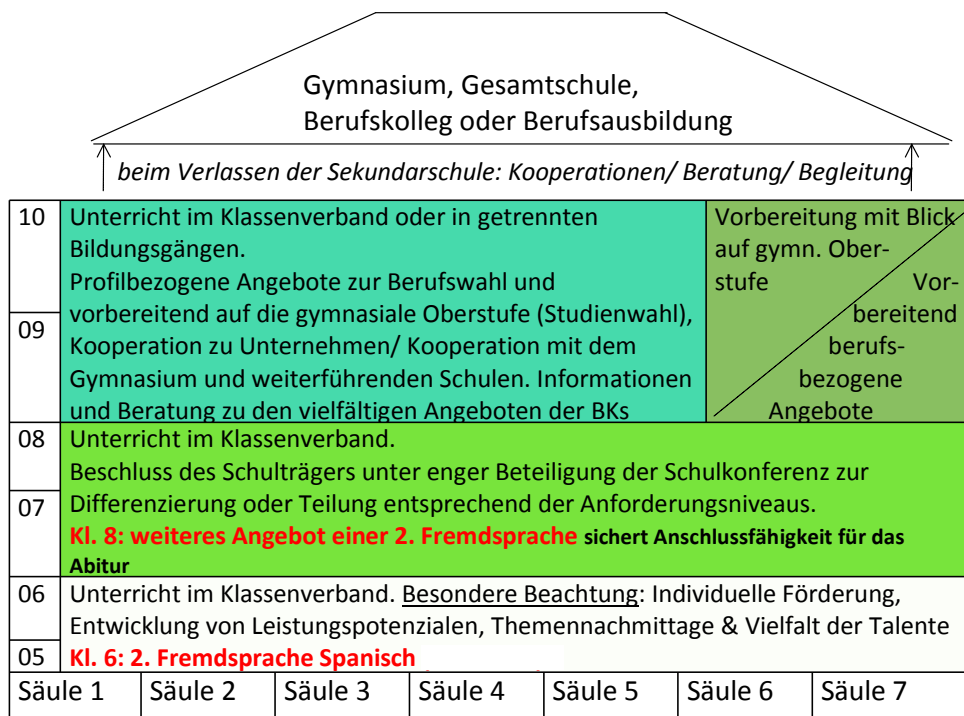 Gymnasium, Gesamtschule,
Berufskolleg oder Berufsausbildung
beim Verlassen der Sekundarschule: Kooperationen/ Beratung/ Begleitung
10
Unterricht im Klassenverband oder in getrennten
Bildungsgängen.
Profilbezogene Angebote zur Berufswahl und
vorbereitend auf die gymnasiale Oberstufe (Studienwahl),
09
Kooperation zu Unternehmen/ Kooperation mit dem
Gymnasium und weiterführenden Schulen. Informationen
und Beratung zu den vielfältigen Angeboten der BKs
Vorbereitung mit Blick
auf gymn. Ober-
stufe
Vor-
bereitend
berufs-
bezogene
Angebote
08
Unterricht im Klassenverband.
Beschluss des Schulträgers unter enger Beteiligung der Schulkonferenz zur
07
Differenzierung oder Teilung entsprechend der Anforderungsniveaus.
Kl. 8: weiteres Angebot einer 2. Fremdsprache sichert Anschlussfähigkeit für das
Abitur
06
Unterricht im Klassenverband. Besondere Beachtung: Individuelle Förderung,
Entwicklung von Leistungspotenzialen, Themennachmittage & Vielfalt der Talente
05
Kl. 6: 2. Fremdsprache Spanisch
Säule 1 Säule 2 Säule 3 Säule 4 Säule 5 Säule 6 Säule 7